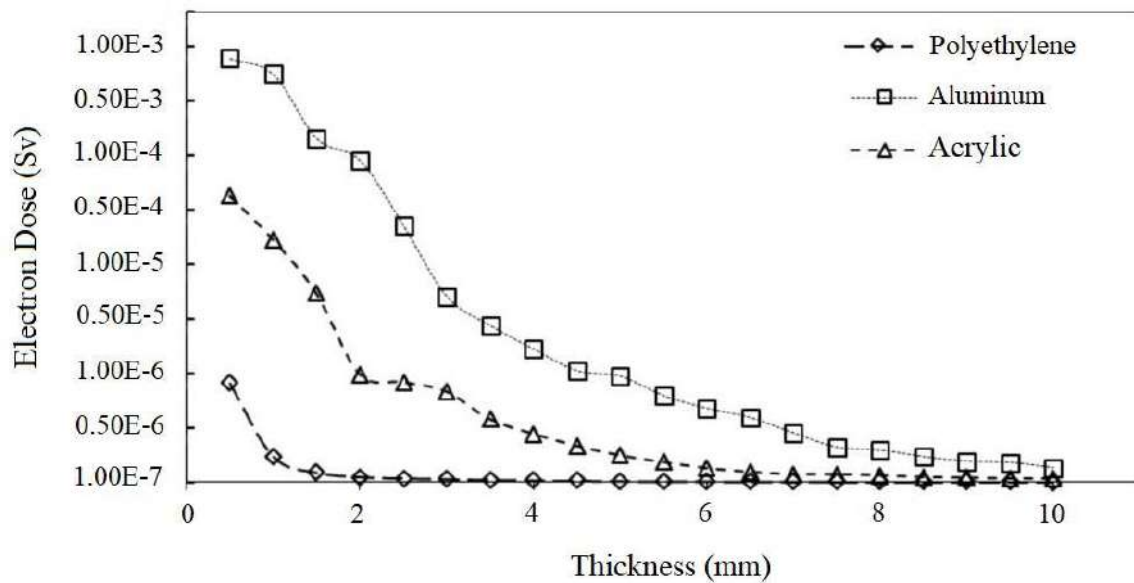 1.00E-3
0.50E-3
1.00E-4
0.50E-4
1.00E-5
0.50E-5
1.00E-6
0.50E-6
1.00E-7
Electron Dose (Sv)
Polyethylene
Aluminum
Acrylic
0 2 4 6 8 10
Thickness (mm)